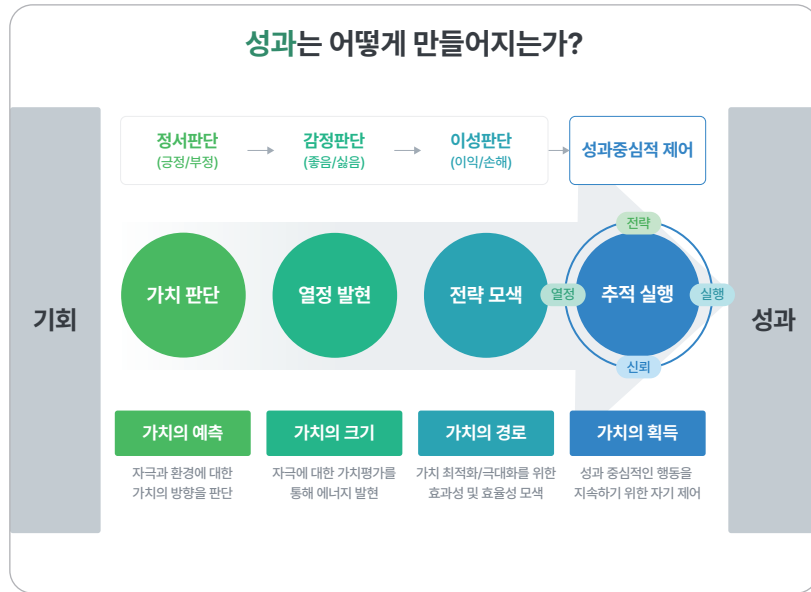 성과는 어떻게 만들어지는가?
기회
정서판단
(긍정/부정)
감정판단
(좋음/싫음)
이성판단
(이익/손해)
성과중심적 제어
가치 판단
열정 발현
전략 모색
추적 실행
전략
열정
실행
신뢰
가치의 예측
자극과 환경에 대한
가치의 방향을 판단
가치의 크기
자극에 대한 가치평가를
통해 에너지 발현
가치의 경로
가치 최적화/극대화를 위한
효과성 및 효율성 모색
가치의 획득
성과 중심적인 행동을
지속하기 위한 자기 제어
성과